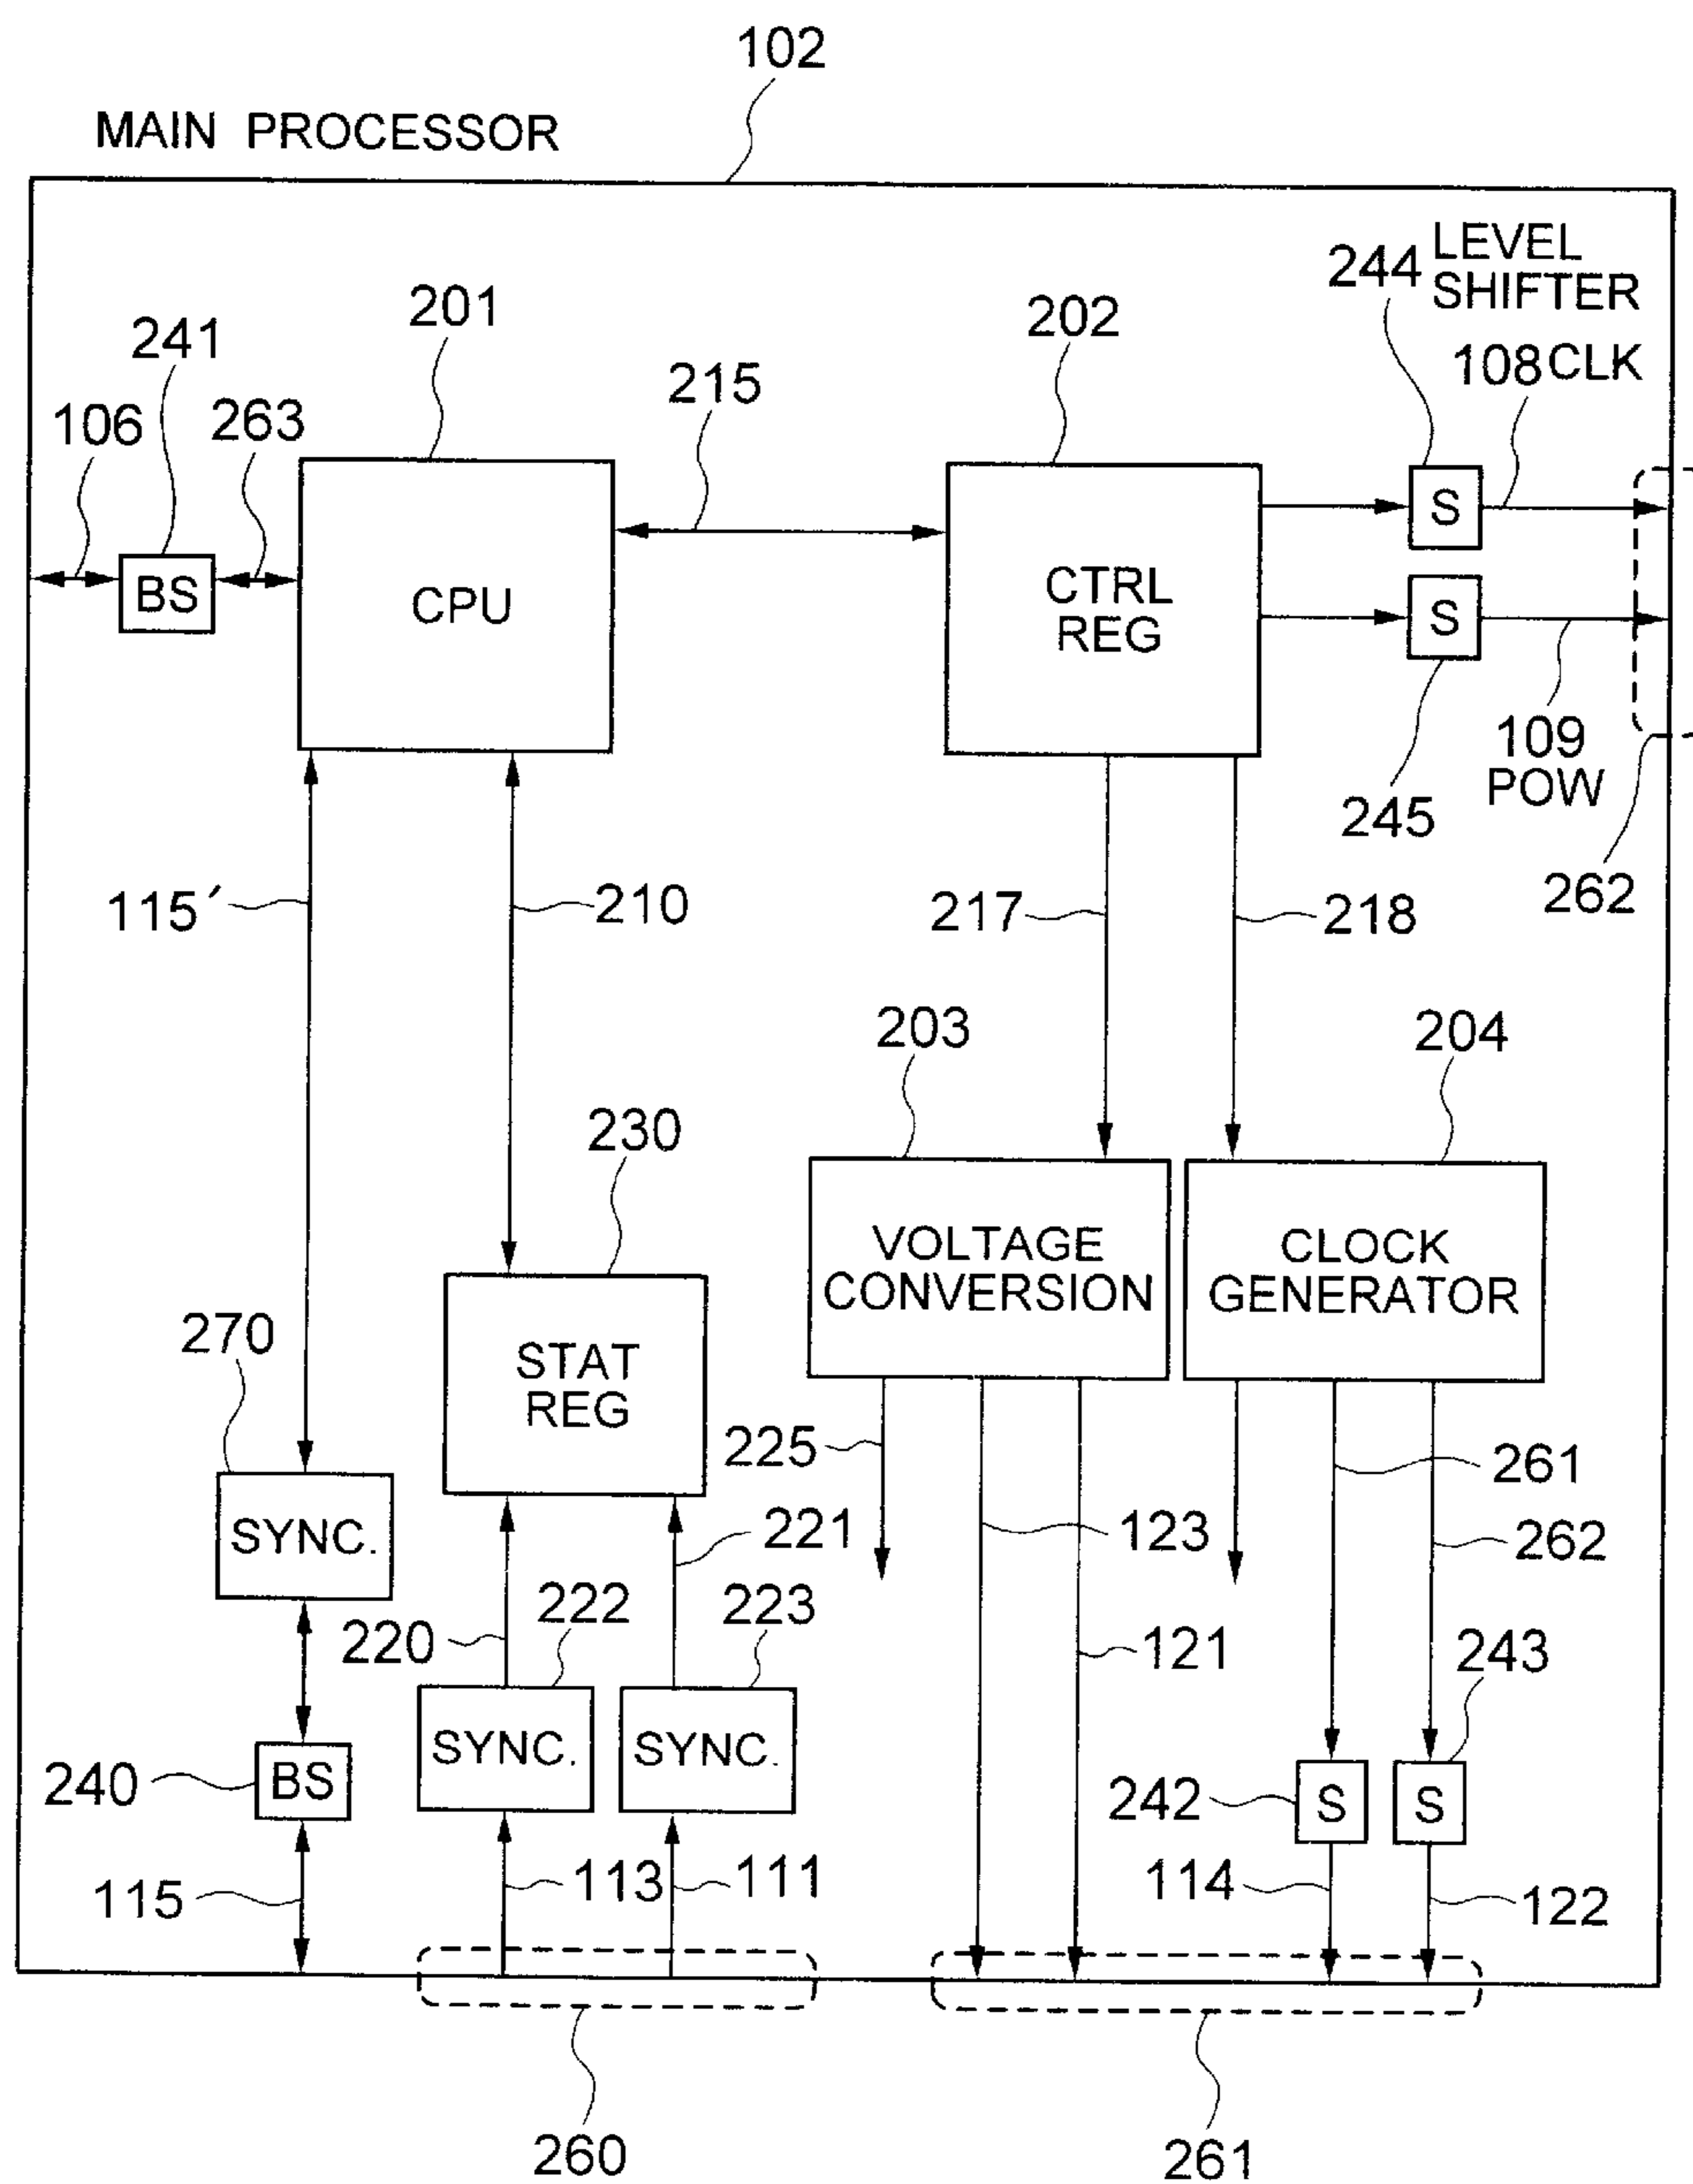 102
MAIN PROCESSOR
244 LEVEL
SHIFTER
201
202
241
108 CLK
215
106
263
S
BS
CPU
CTRL
REG
S
109
POW
245
262
115′
210
217
218
203
204
230
VOLTAGE
CONVERSION
CLOCK
GENERATOR
270
STAT
REG
225
261
SYNC.
221
123
262
222
223
220
121
243
SYNC.
SYNC.
240
BS
242
S
S
115
113
111
114
122
260
261